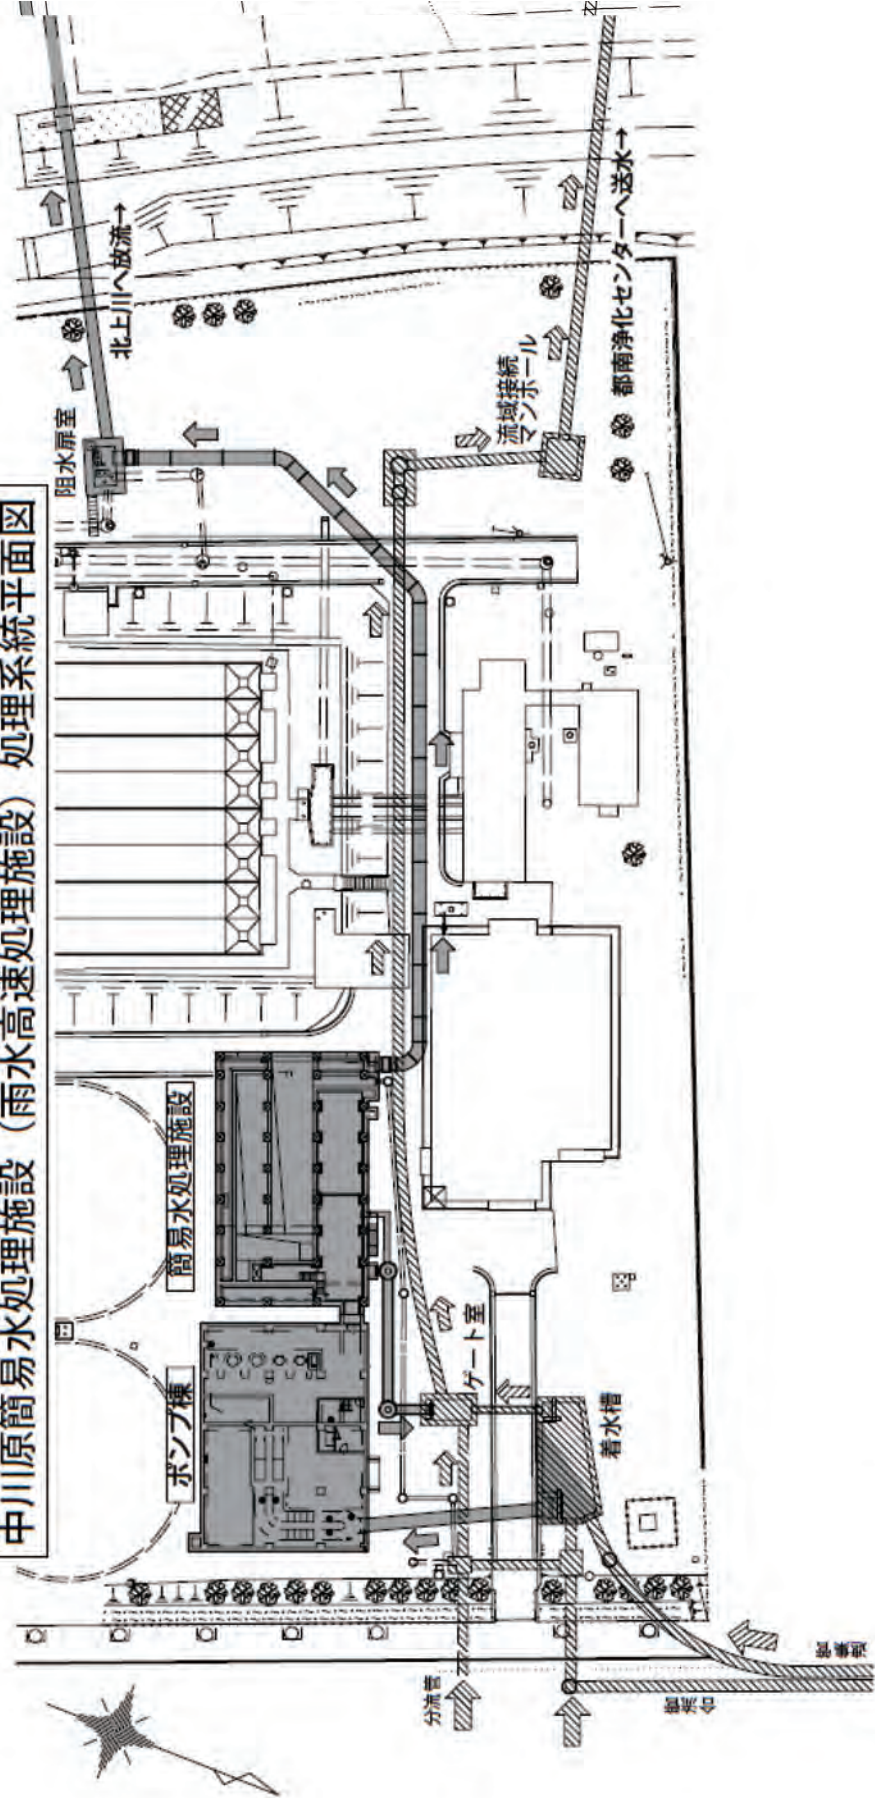 中川原簡易水処理施設（雨水高速処理施設）処理系統平面図
北上川へ放流→
阻水扉室
流域接続
マンホール
都南浄化センターへ送水→
簡易水処理施設
ポンプ棟
ゲート室
着水槽
分流管
合流管
遮集管